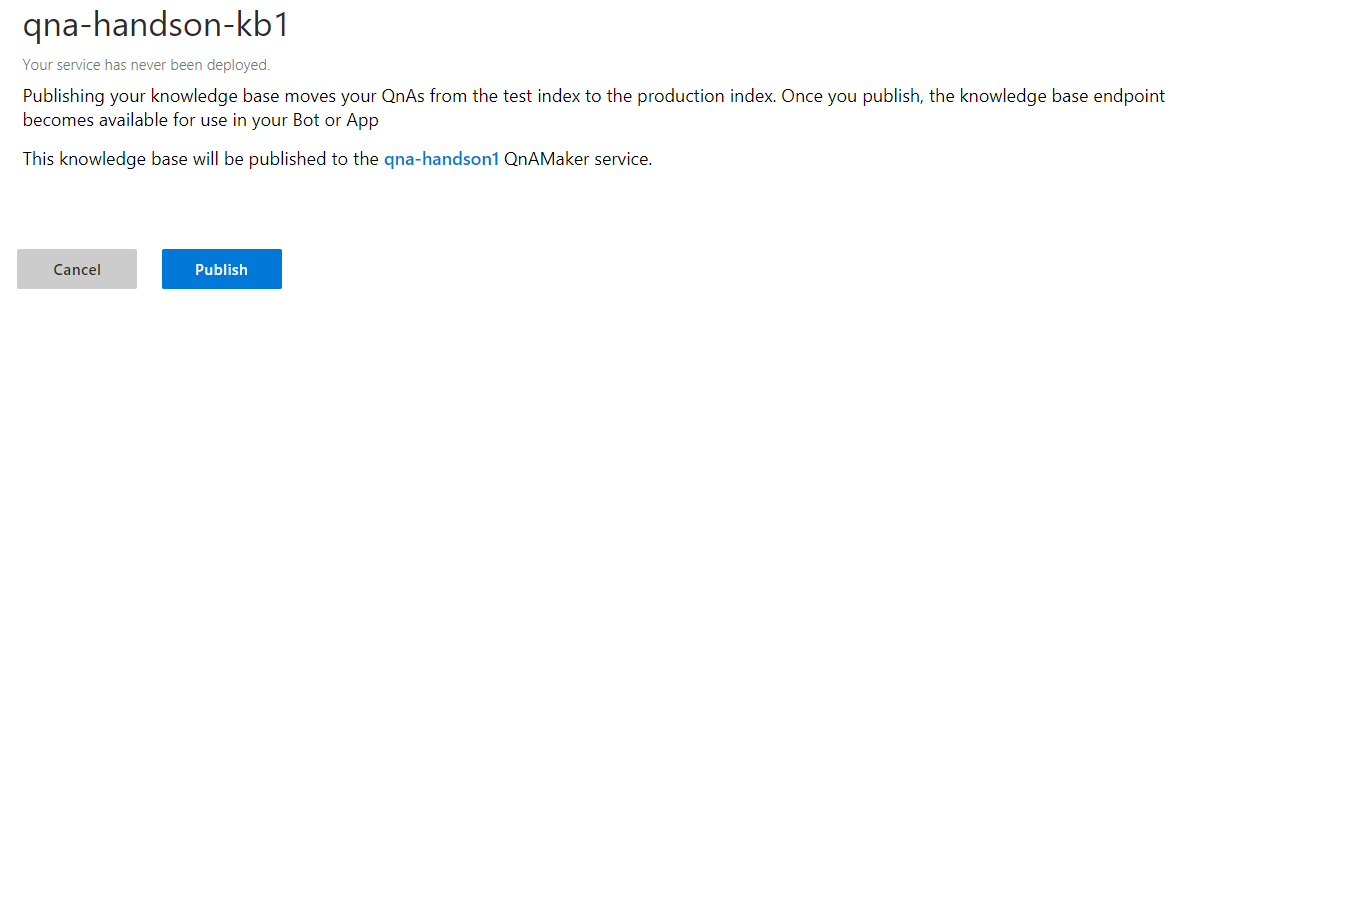 qna-handson-kb1
Your service has never been deployed.
Publishing your knowledge base moves your QnAs from the test index to the production index. Once you publish, the knowledge base endpoint
becomes available for use in your Bot or App
This knowledge base will be published to the qna-handson1 QnAMaker service.
Cancel Publish